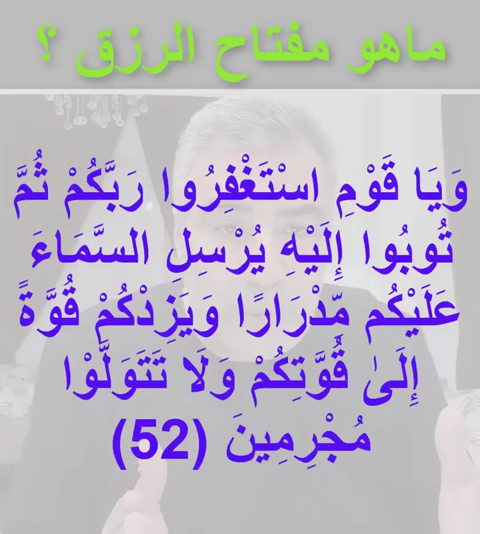 ماهو مفتاح الرزق ؟
وَيَا قَوْمِ اسْتَغْفِرُوا رَبَّكُمْ ثُمَّ
تُوبُوا إِلَيْهِ يُرْسِلِ السَّمَاءَ
عَلَيْكُم مِّدْرَارًا وَيَزِدْكُمْ قُوَّةً
إِلَىٰ قُوَّتِكُمْ وَلَا تَتَوَلَّوْا
مُجْرِمِينَ (52)